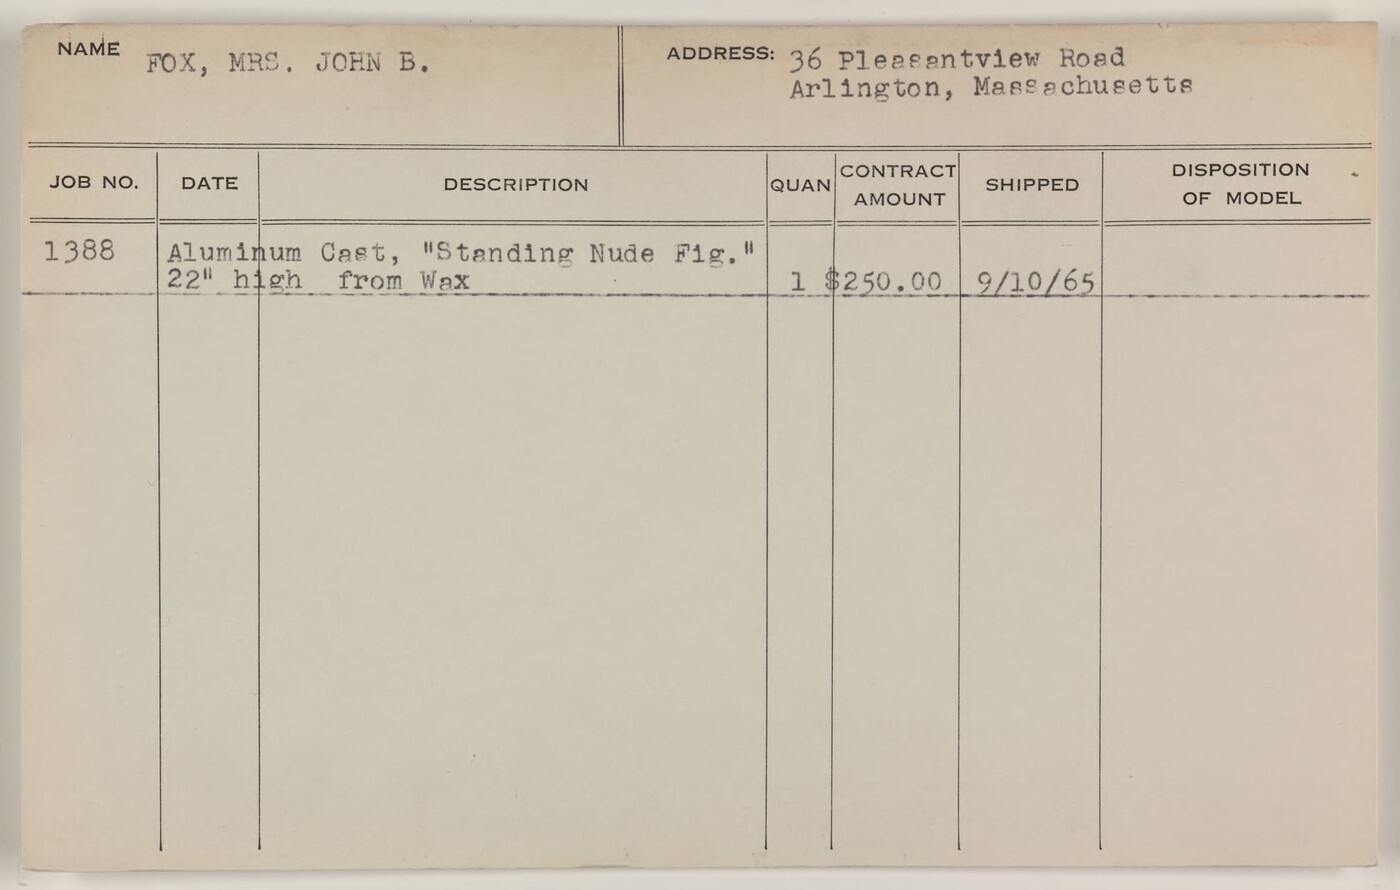 NAME FOX, MRS. JOHN B.
ADDRESS: 36 Pleasantview Road
Arlington, Massachusetts
JOB NO. DATE DESCRIPTION QUAN CONTRACT AMOUNT SHIPPED DISPOSITION OF MODEL
1388 Aluminum Cast, "Standing Nude Fig."
22" high from Wax 1 $250.00 9/10/65